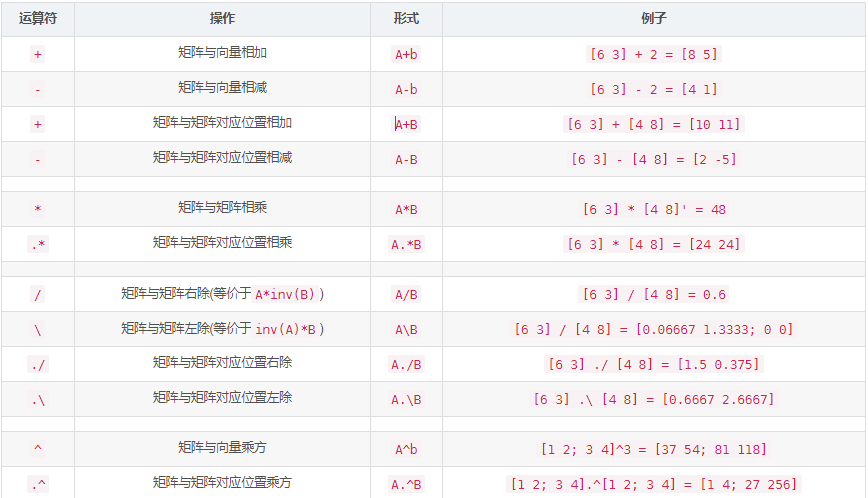 运算符 操作 形式 例子
+ 矩阵与向量相加 A+b [6 3] + 2 = [8 5]
- 矩阵与向量相减 A-b [6 3] - 2 = [4 1]
+ 矩阵与矩阵对应位置相加 A+B [6 3] + [4 8] = [10 11]
- 矩阵与矩阵对应位置相减 A-B [6 3] - [4 8] = [2 -5]
* 矩阵与矩阵相乘 A*B [6 3] * [4 8]' = 48
.* 矩阵与矩阵对应位置相乘 A.*B [6 3] * [4 8] = [24 24]
/ 矩阵与矩阵右除(等价于 A*inv(B) ) A/B [6 3] / [4 8] = 0.6
\ 矩阵与矩阵左除(等价于 inv(A)*B ) A\B [6 3] / [4 8] = [0.06667 1.3333; 0 0]
./ 矩阵与矩阵对应位置右除 A./B [6 3] ./ [4 8] = [1.5 0.375]
.\ 矩阵与矩阵对应位置左除 A.\B [6 3] .\ [4 8] = [0.6667 2.6667]
^ 矩阵与向量乘方 A^b [1 2; 3 4]^3 = [37 54; 81 118]
.^ 矩阵与矩阵对应位置乘方 A.^B [1 2; 3 4].^[1 2; 3 4] = [1 4; 27 256]